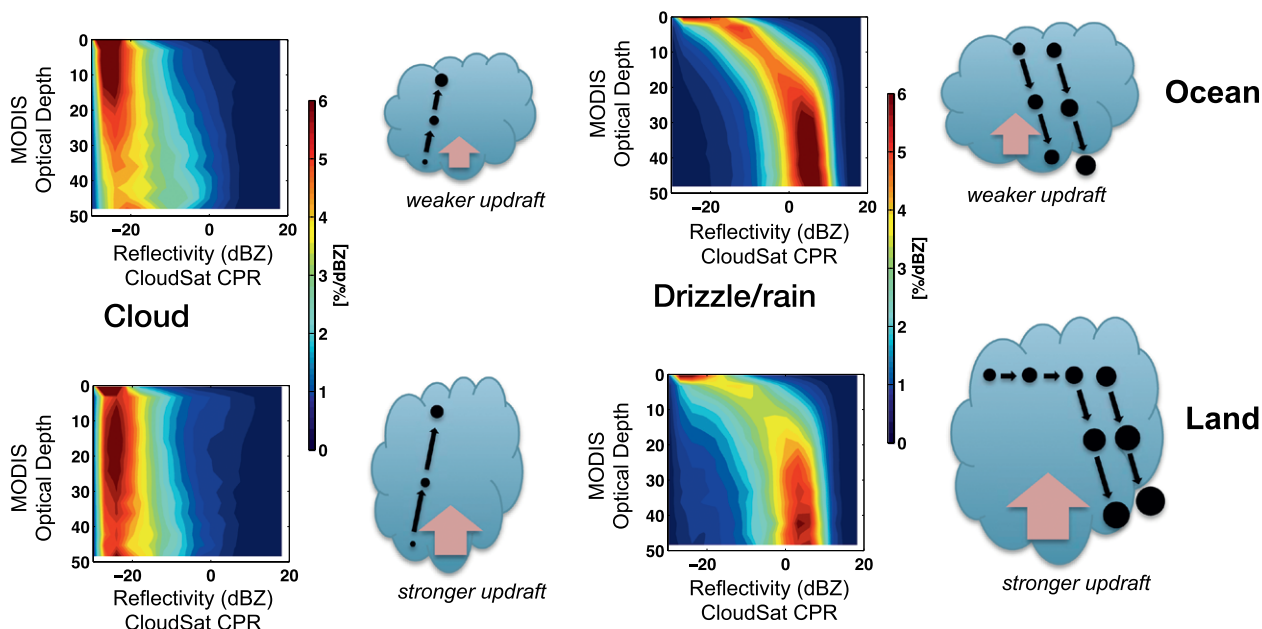 0
10
20
30
40
50
MODIS
Optical Depth
−20 0 20
Reflectivity (dBZ)
CloudSat CPR
6
5
4
3
2
1
0
[%/dBZ]
weaker updraft
0
10
20
30
40
50
MODIS
Optical Depth
−20 0 20
Reflectivity (dBZ)
CloudSat CPR
6
5
4
3
2
1
0
[%/dBZ]
weaker updraft
Ocean
Cloud
Drizzle/rain
0
10
20
30
40
50
MODIS
Optical Depth
−20 0 20
Reflectivity (dBZ)
CloudSat CPR
stronger updraft
0
10
20
30
40
50
MODIS
Optical Depth
−20 0 20
Reflectivity (dBZ)
CloudSat CPR
stronger updraft
Land